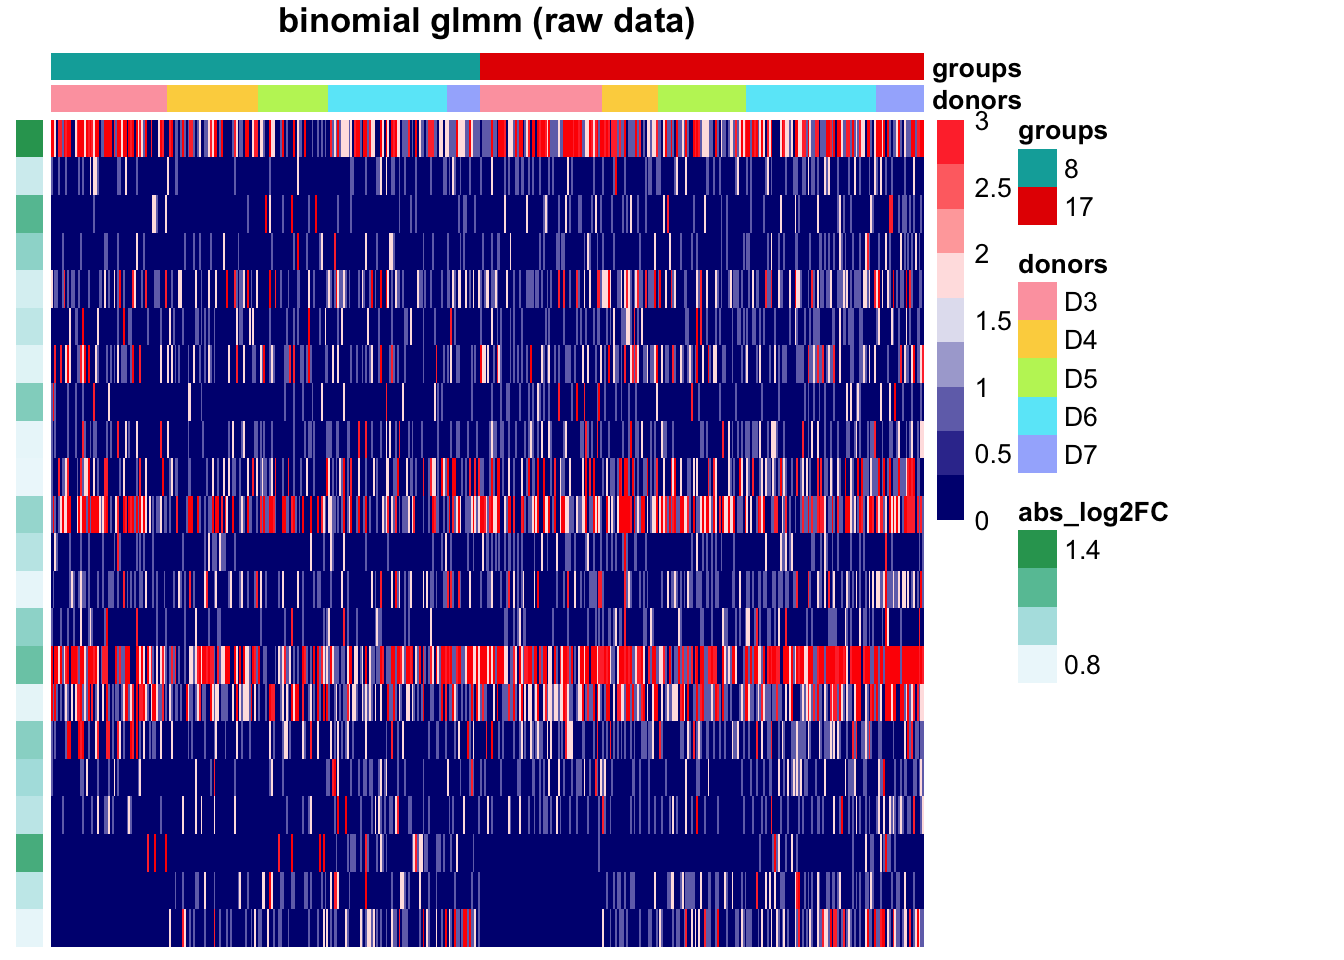 binomial glmm (raw data)
groups
donors
3
2.5
2
1.5
1
0.5
0
groups
8
17
donors
D3
D4
D5
D6
D7
abs_log2FC
1.4
0.8